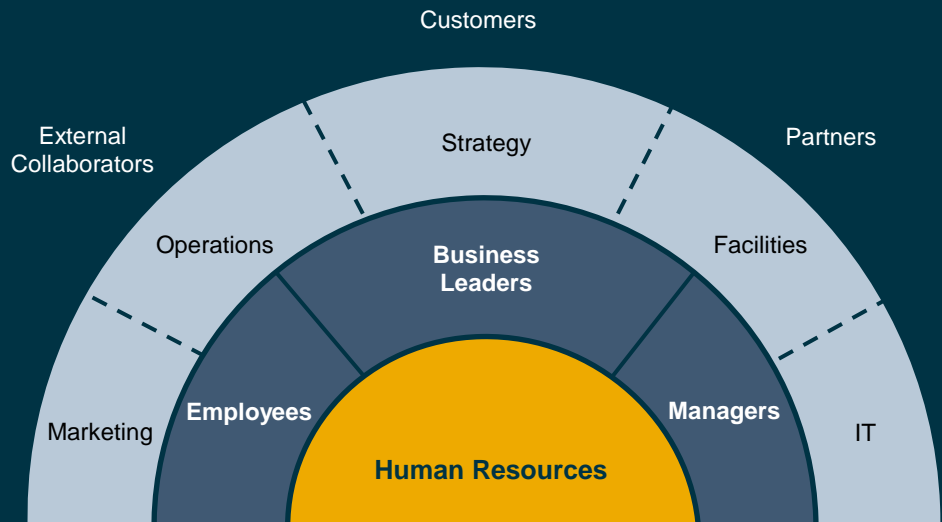 Customers
External
Collaborators
Partners
Strategy
Operations
Facilities
Business
Leaders
Marketing
Employees
Managers
IT
Human Resources